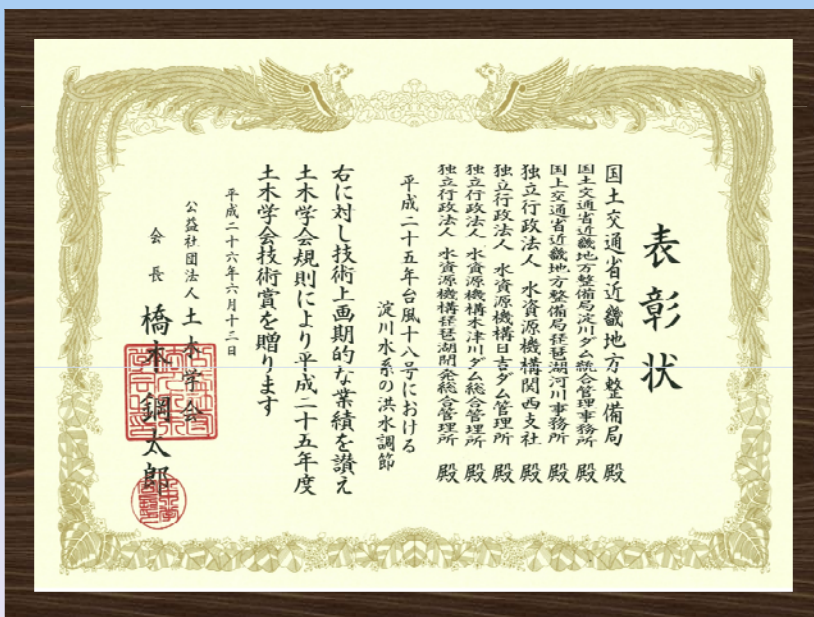 表彰状
国土交通省近畿地方整備局 殿
国土交通省近畿地方整備局淀川ダム統合管理事務所 殿
国土交通省近畿地方整備局琵琶湖河川事務所 殿
独立行政法人 水資源機構関西支社 殿
独立行政法人 水資源機構日吉ダム管理所 殿
独立行政法人 水資源機構木津川ダム総合管理所 殿
独立行政法人 水資源機構琵琶湖開発総合管理所 殿
平成二十五年台風十八号における
淀川水系の洪水調節
右に対し技術上画期的な業績を讃え
土木学会規則により平成二十五年度
土木学会技術賞を贈ります
平成二十六年六月十三日
公益社団法人 土木学会
会長 橋本 鋼太郎